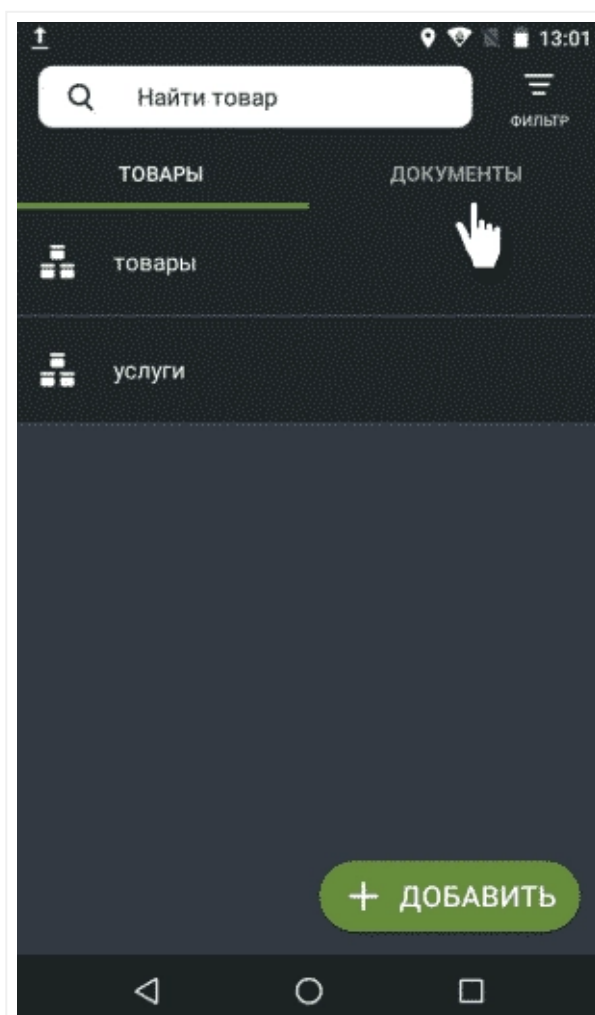 13:01
Найти товар
ФИЛЬТР
ТОВАРЫ
ДОКУМЕНТЫ
товары
услуги
+ ДОБАВИТЬ